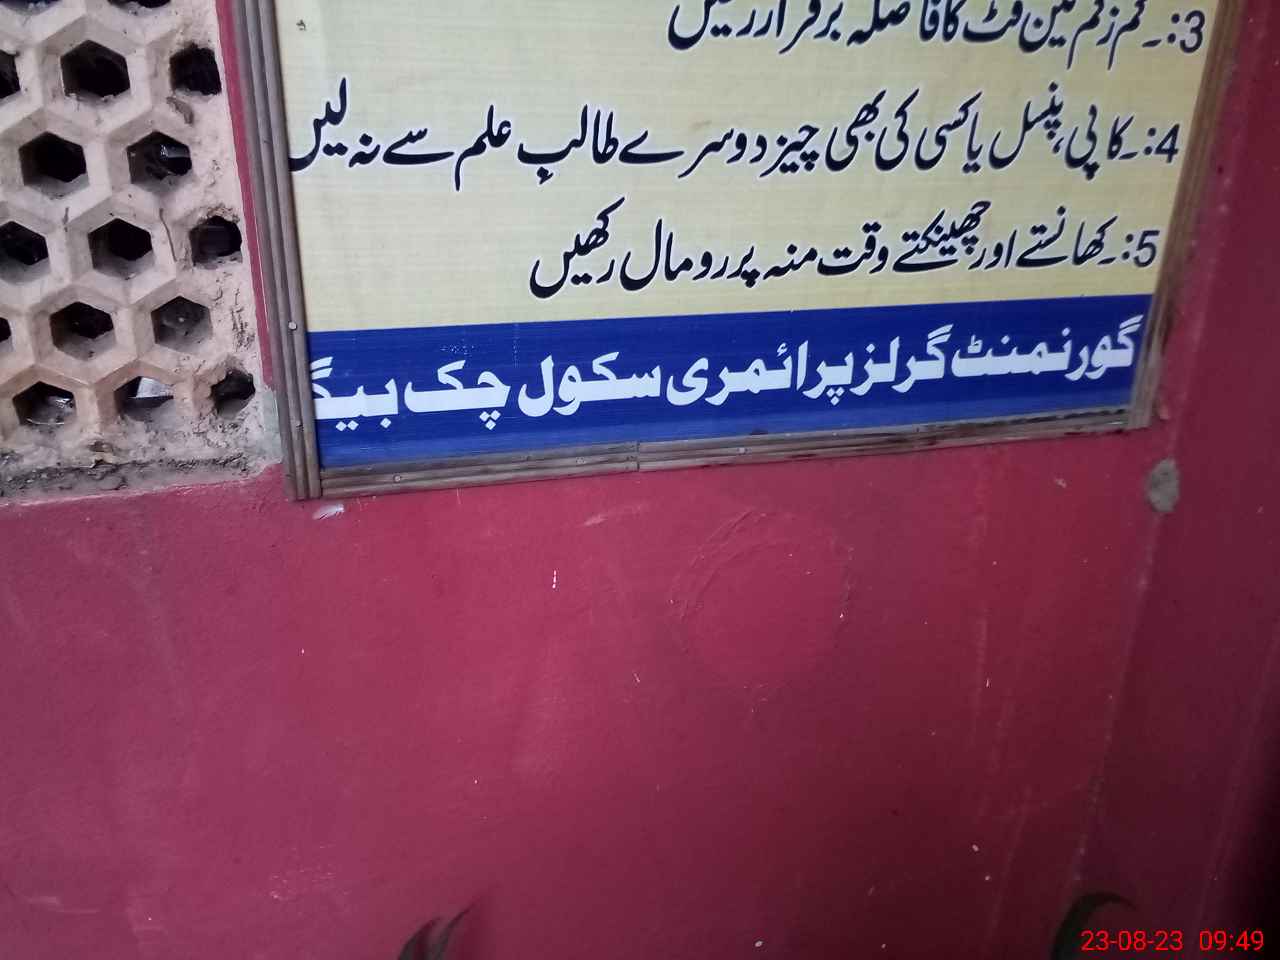 3:۔ کم ز کم تین فٹ کا فاصلہ برقرار رکھیں
4:۔ کاپی، پنسل یا کسی کی بھی چیز دوسرے طالبِ علم سے نہ لیں
5:۔ کھانستے اور چھینکتے وقت منہ پر رومال رکھیں
گورنمنٹ گرلز پرائمری سکول چک
23-08-23 09:49